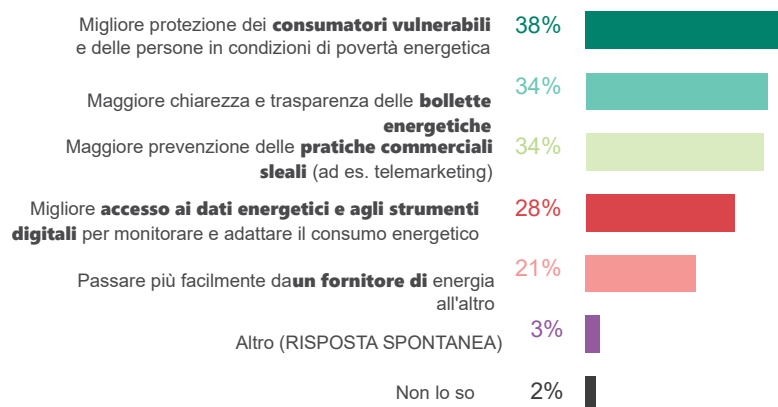 Migliore protezione dei consumatori vulnerabili
e delle persone in condizioni di povertà energetica
38%
Maggiore chiarezza e trasparenza delle bollette
energetiche
34%
Maggiore prevenzione delle pratiche commerciali
sleali (ad es. telemarketing)
34%
Migliore accesso ai dati energetici e agli strumenti
digitali per monitorare e adattare il consumo energetico
28%
Passare più facilmente daun fornitore di energia
all'altro
21%
Altro (RISPOSTA SPONTANEA)
3%
Non lo so
2%